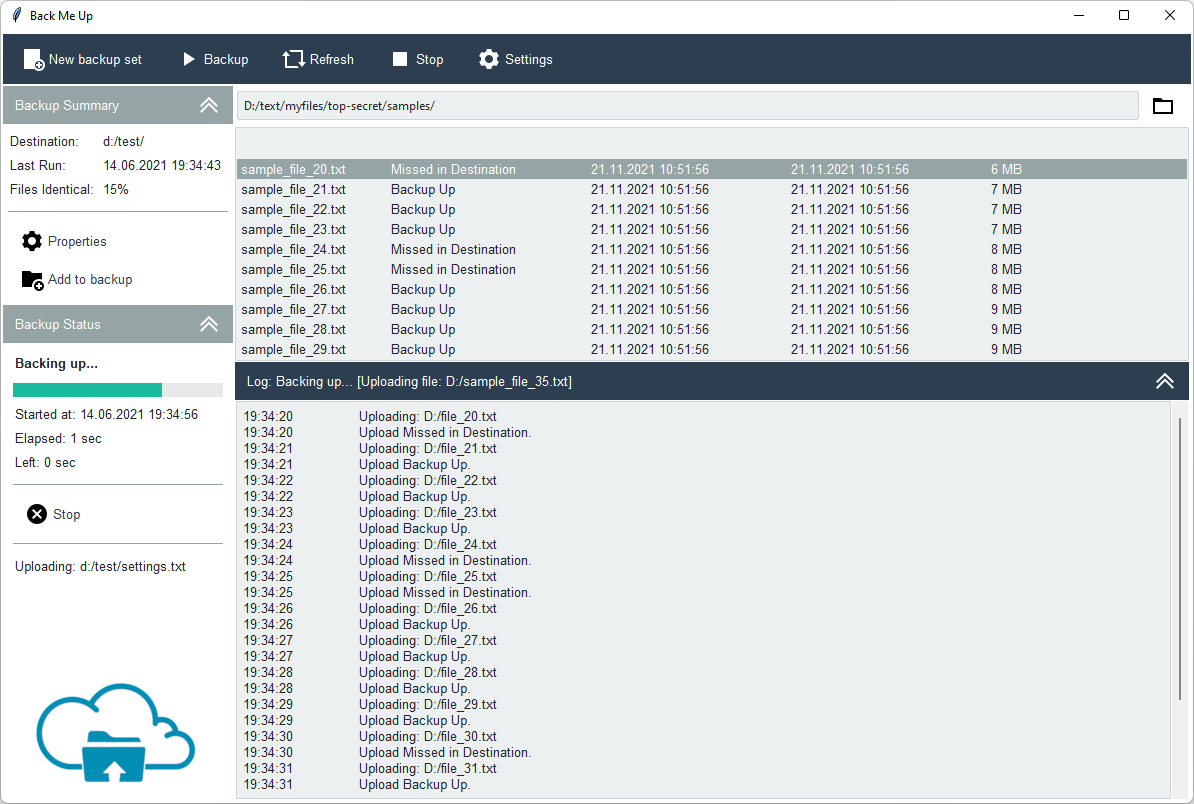 Back Me Up
New backup set Backup Refresh Stop Settings
Backup Summary
Destination: d:/test/
Last Run: 14.06.2021 19:34:43
Files Identical: 15%
Properties
Add to backup
Backup Status
Backing up...
Started at: 14.06.2021 19:34:56
Elapsed: 1 sec
Left: 0 sec
Stop
Uploading: d:/test/settings.txt
D:/text/myfiles/top-secret/samples/
sample_file_20.txt Missed in Destination 21.11.2021 10:51:56 21.11.2021 10:51:56 6 MB
sample_file_21.txt Backup Up 21.11.2021 10:51:56 21.11.2021 10:51:56 7 MB
sample_file_22.txt Backup Up 21.11.2021 10:51:56 21.11.2021 10:51:56 7 MB
sample_file_23.txt Backup Up 21.11.2021 10:51:56 21.11.2021 10:51:56 7 MB
sample_file_24.txt Missed in Destination 21.11.2021 10:51:56 21.11.2021 10:51:56 8 MB
sample_file_25.txt Missed in Destination 21.11.2021 10:51:56 21.11.2021 10:51:56 8 MB
sample_file_26.txt Backup Up 21.11.2021 10:51:56 21.11.2021 10:51:56 8 MB
sample_file_27.txt Backup Up 21.11.2021 10:51:56 21.11.2021 10:51:56 9 MB
sample_file_28.txt Backup Up 21.11.2021 10:51:56 21.11.2021 10:51:56 9 MB
sample_file_29.txt Backup Up 21.11.2021 10:51:56 21.11.2021 10:51:56 9 MB
Log: Backing up... [Uploading file: D:/sample_file_35.txt]
19:34:20 Uploading: D:/file_20.txt
19:34:20 Upload Missed in Destination.
19:34:21 Uploading: D:/file_21.txt
19:34:21 Upload Backup Up.
19:34:22 Uploading: D:/file_22.txt
19:34:22 Upload Backup Up.
19:34:23 Uploading: D:/file_23.txt
19:34:23 Upload Backup Up.
19:34:24 Uploading: D:/file_24.txt
19:34:24 Upload Missed in Destination.
19:34:25 Uploading: D:/file_25.txt
19:34:25 Upload Missed in Destination.
19:34:26 Uploading: D:/file_26.txt
19:34:26 Upload Backup Up.
19:34:27 Uploading: D:/file_27.txt
19:34:27 Upload Backup Up.
19:34:28 Uploading: D:/file_28.txt
19:34:28 Upload Backup Up.
19:34:29 Uploading: D:/file_29.txt
19:34:29 Upload Backup Up.
19:34:30 Uploading: D:/file_30.txt
19:34:30 Upload Missed in Destination.
19:34:31 Uploading: D:/file_31.txt
19:34:31 Upload Backup Up.